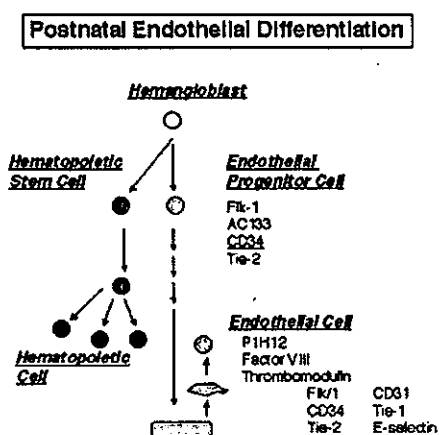 Postnatal Endothelial Differentiation
Hemangioblast
Hematopoietic
Stem Cell
Endothelial
Progenitor Cell
Flk-1
AC133
CD34
Tie-2
Endothelial Cell
P1H12
Factor VIII
Thrombomodulin
Flk/1 CD31
CD34 Tie-1
Tie-2 E-selectin
Hematopoietic
Cell